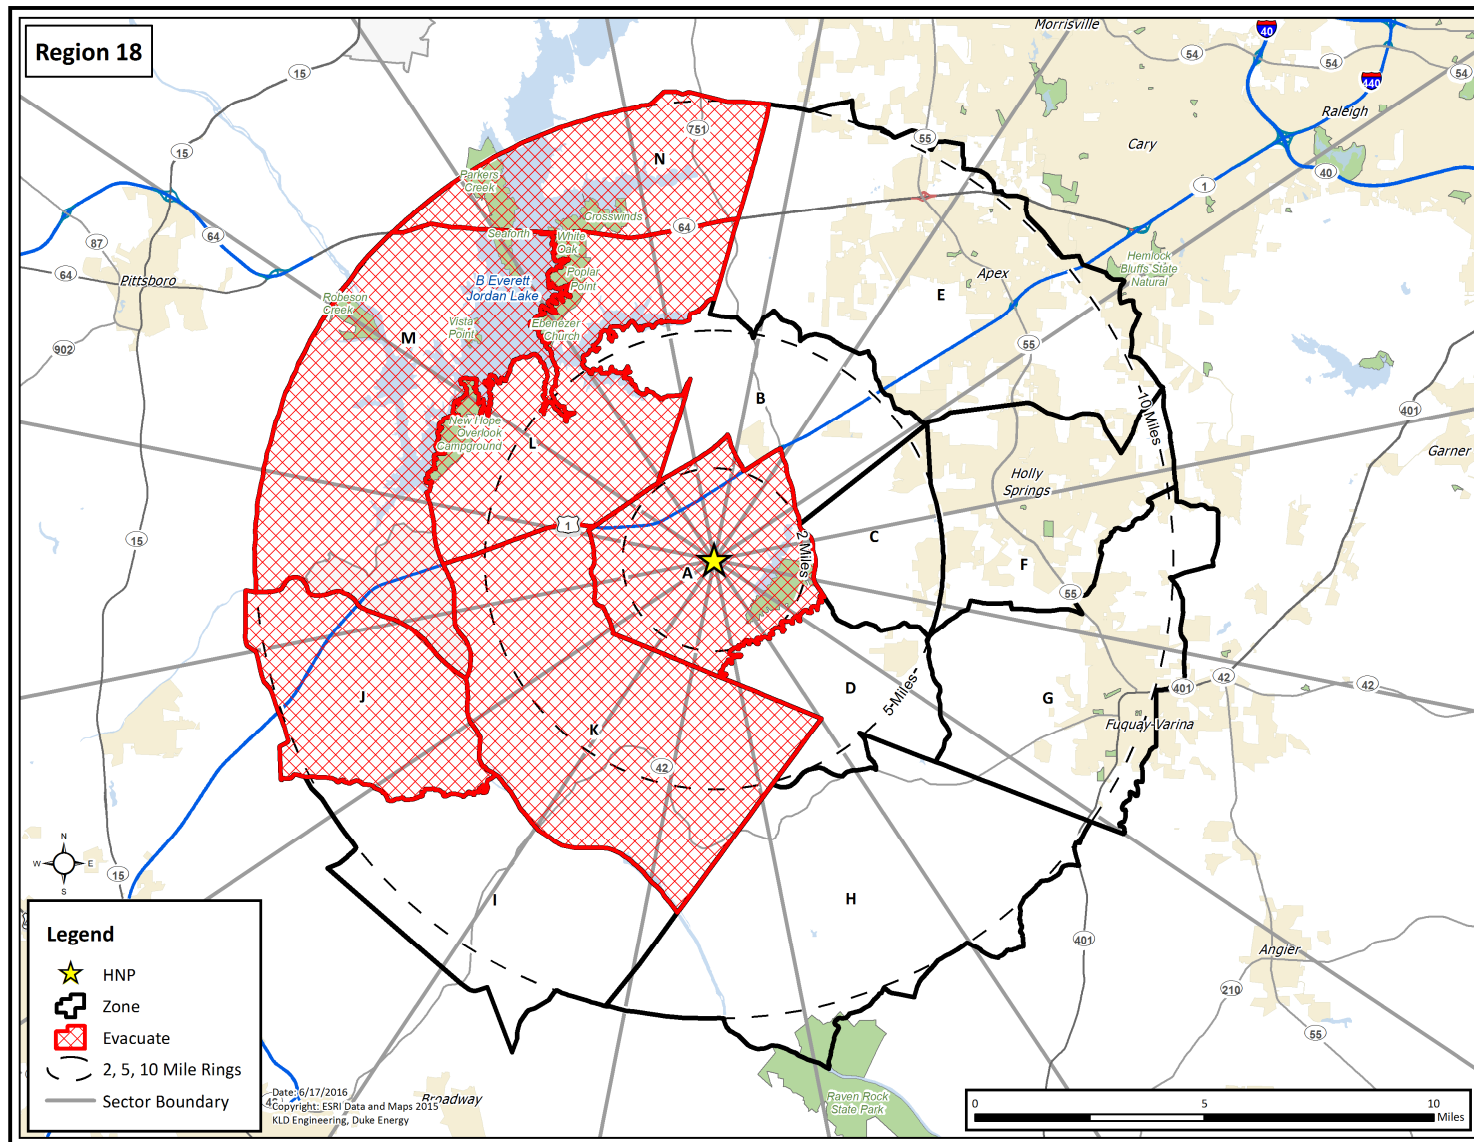 Region 18
Morrisville
40
54
54
54
440
Raleigh
15
751
55
Cary
15
N
40
Parkers
Creek
1
Crosswinds
87
64
Seaforth
White
Oak
64
64
Pittsboro
B Everett
Jordan Lake
Poplar
Point
Apex
Hemlock
Bluffs State
Natural
E
Robeson
Creek
Vista
Point
Ebenezer
Church
M
55
902
B
10 Miles
401
New Hope
Overlook
Campground
L
Garner
Holly
Springs
1
15
2 Miles
C
A
F
55
J
D
5-Miles
G
401
42
42
Fuquay-Varina
K
42
N
W
E
S
15
I
H
401
Angier
210
55
Legend
HNP
Zone
Evacuate
2, 5, 10 Mile Rings
Sector Boundary
Date: 6/17/2016
Copyright: ESRI Data and Maps 2015
KLD Engineering, Duke Energy
Broadway
Raven Rock
State Park
0
5
10
Miles